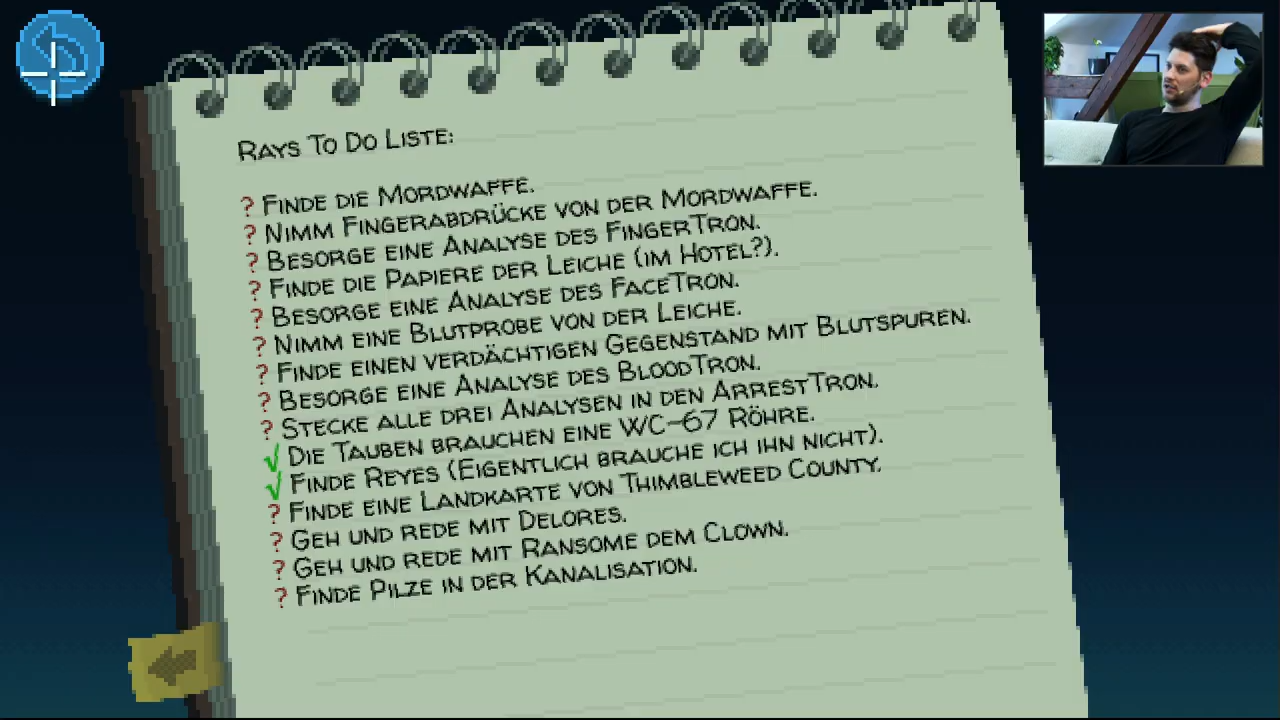 Rays To Do Liste:
? Finde die Mordwaffe.
? Nimm Fingerabdrücke von der Mordwaffe.
? Besorge eine Analyse des FingerTron.
? Finde die Papiere der Leiche (im Hotel?).
? Besorge eine Analyse des FaceTron.
? Nimm eine Blutprobe von der Leiche.
? Finde einen verdächtigen Gegenstand mit Blutspuren.
? Besorge eine Analyse des BloodTron.
? Stecke alle drei Analysen in den ArrestTron.
√ Die Tauben brauchen eine WC-67 Röhre.
√ Finde Reyes (Eigentlich brauche ich ihn nicht).
? Finde eine Landkarte von Thimbleweed County.
? Geh und rede mit Delores.
? Geh und rede mit Ransome dem Clown.
? Finde Pilze in der Kanalisation.